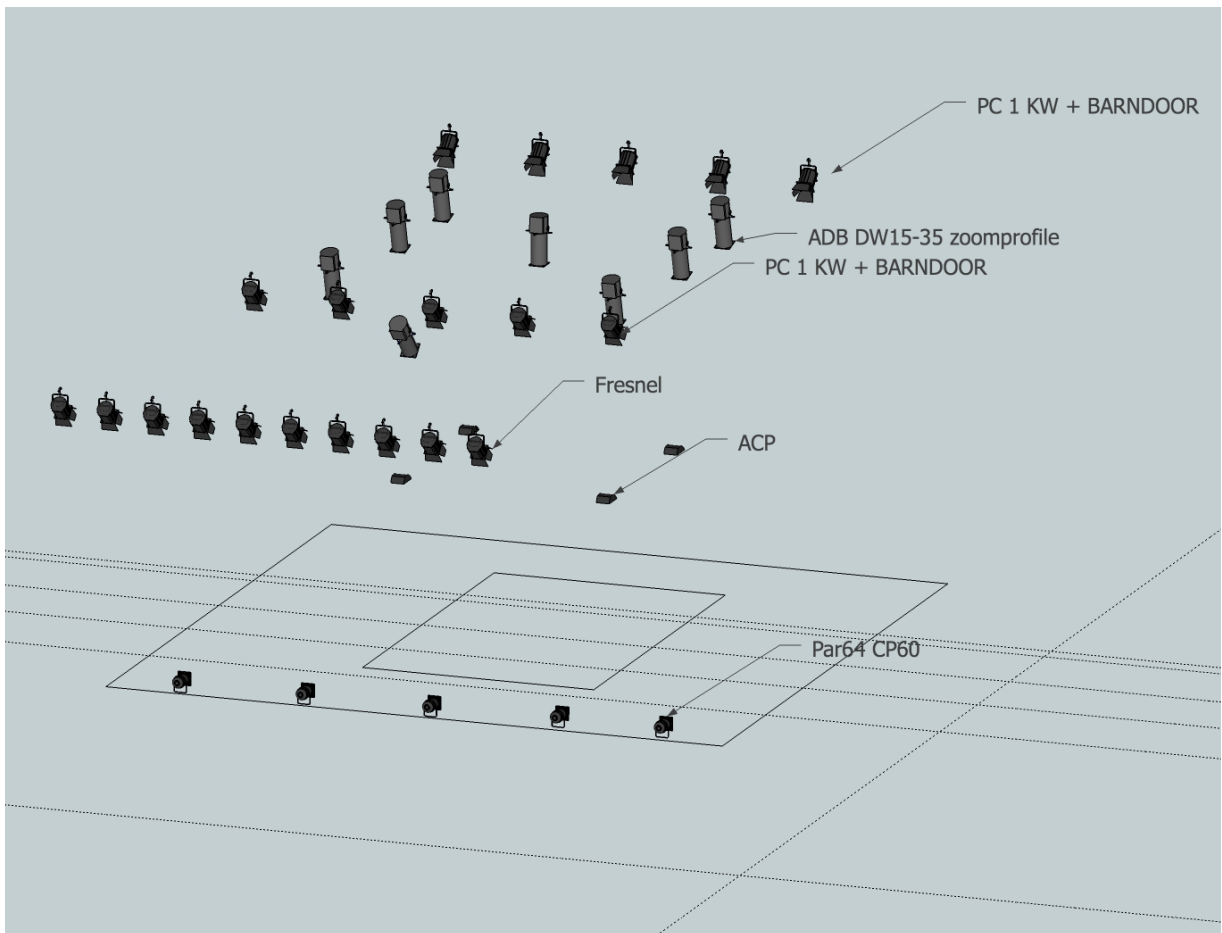 PC 1 KW + BARNDOOR
ADB DW15-35 zoomprofile
PC 1 KW + BARNDOOR
Fresnel
ACP
Par64 CP60